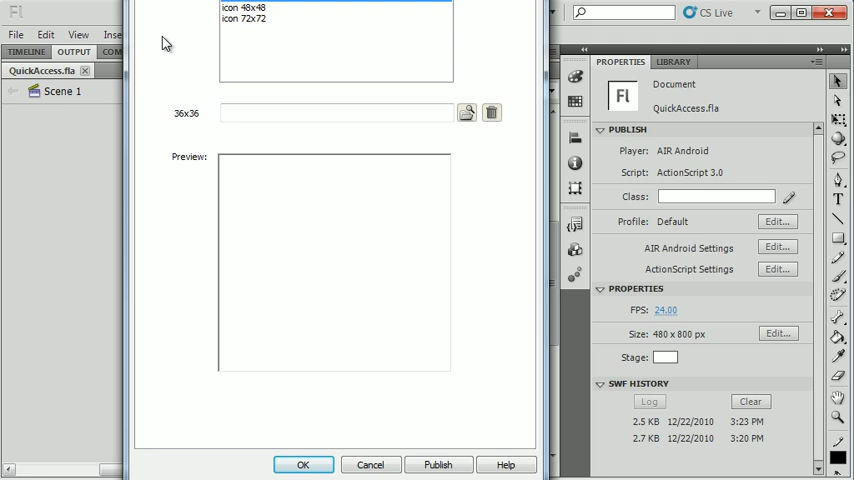 CS Live
File Edit View Inse
TIMELINE OUTPUT COM
QuickAccess.fla
Scene 1
icon 48x48
icon 72x72
36x36
Preview:
OK Cancel Publish Help
PROPERTIES LIBRARY
Fl
Document
QuickAccess.fla
PUBLISH
Player: AIR Android
Script: ActionScript 3.0
Class:
Profile: Default Edit...
AIR Android Settings Edit...
ActionScript Settings Edit...
PROPERTIES
FPS: 24.00
Size: 480 x 800 px Edit...
Stage:
SWF HISTORY
Log Clear
2.5 KB 12/22/2010 3:23 PM
2.7 KB 12/22/2010 3:20 PM
T